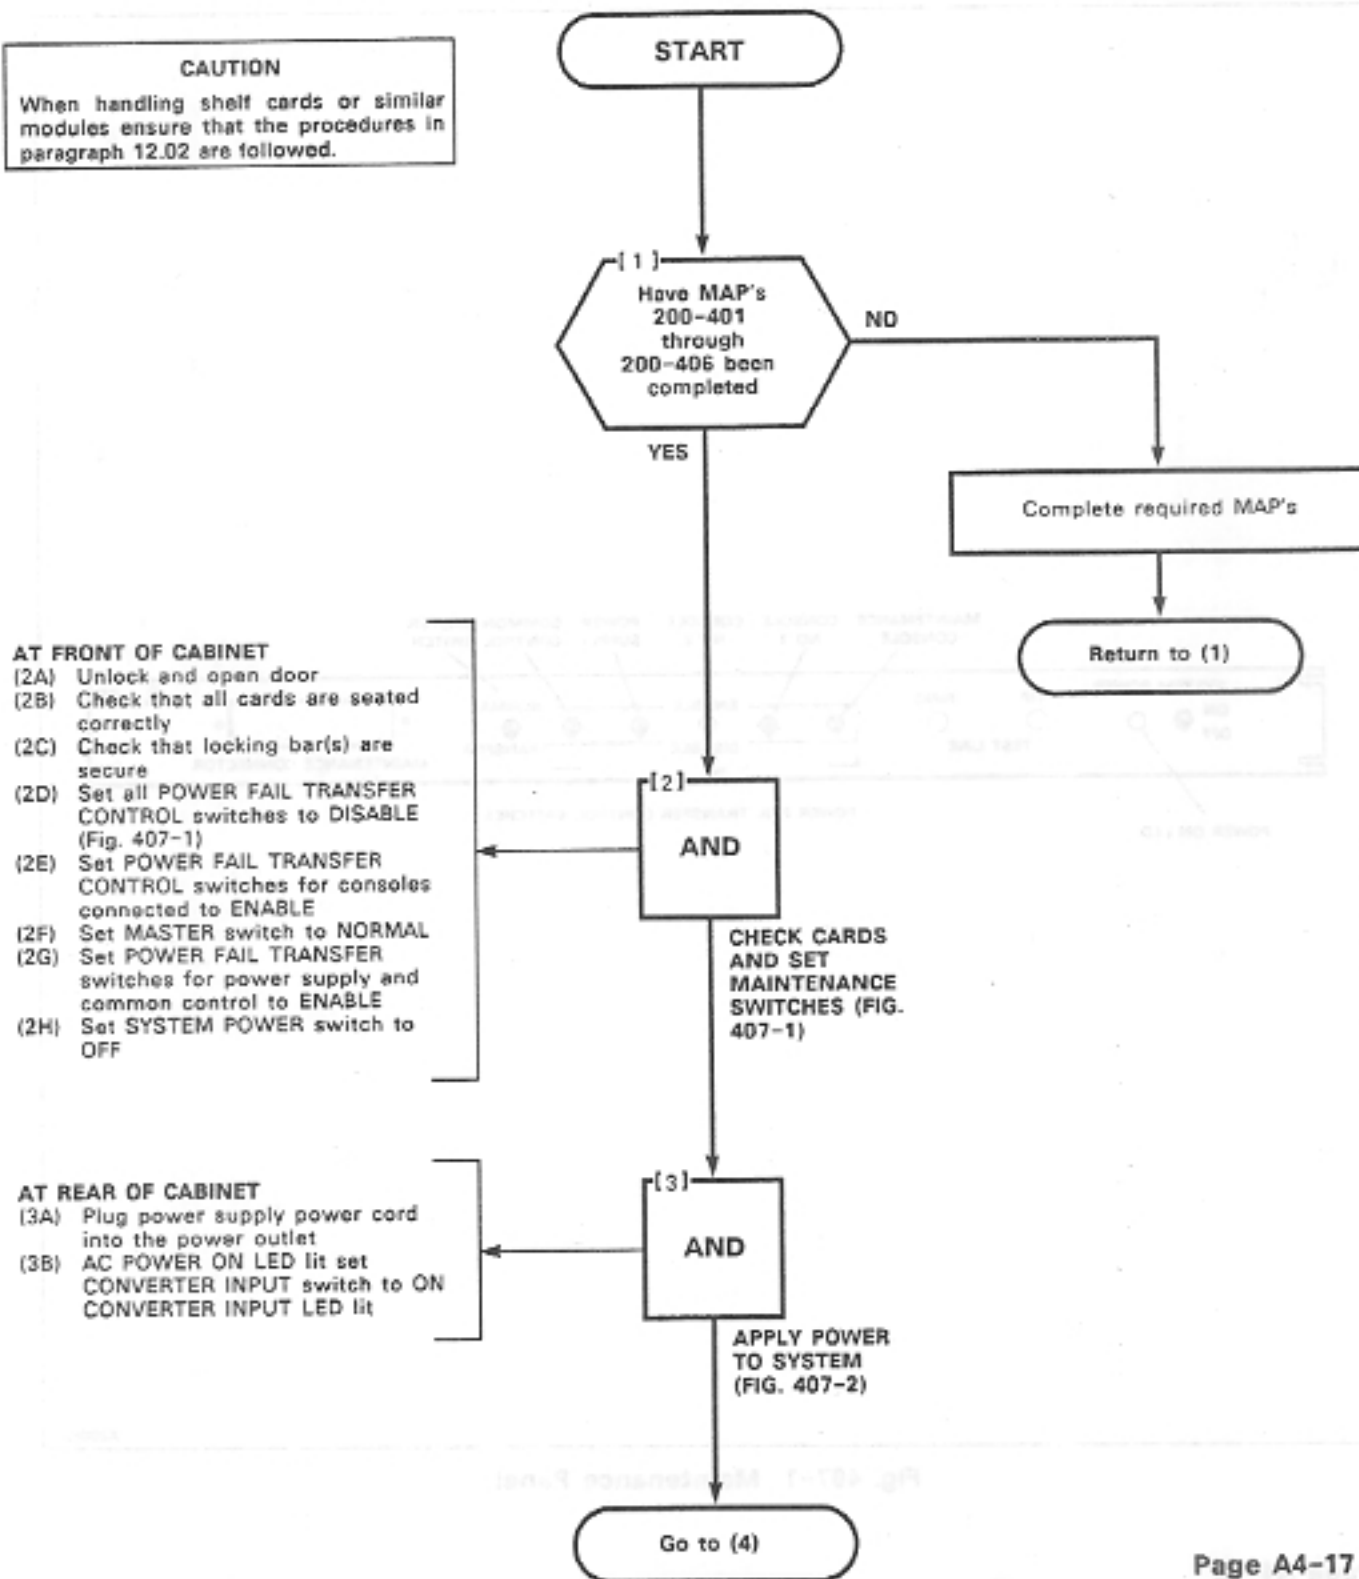 START
CAUTION
When handling shelf cards or similar
modules ensure that the procedures in
paragraph 12.02 are followed.
[1]
Have MAP's
200-401
through
200-406 been
completed
NO
YES
Complete required MAP's
Return to (1)
AT FRONT OF CABINET
(2A) Unlock and open door
(2B) Check that all cards are seated
correctly
(2C) Check that locking bar(s) are
secure
(2D) Set all POWER FAIL TRANSFER
CONTROL switches to DISABLE
(Fig. 407-1)
(2E) Set POWER FAIL TRANSFER
CONTROL switches for consoles
connected to ENABLE
(2F) Set MASTER switch to NORMAL
(2G) Set POWER FAIL TRANSFER
switches for power supply and
common control to ENABLE
(2H) Set SYSTEM POWER switch to
OFF
[2]
AND
CHECK CARDS
AND SET
MAINTENANCE
SWITCHES (FIG.
407-1)
AT REAR OF CABINET
(3A) Plug power supply power cord
into the power outlet
(3B) AC POWER ON LED lit set
CONVERTER INPUT switch to ON
CONVERTER INPUT LED lit
[3]
AND
APPLY POWER
TO SYSTEM
(FIG. 407-2)
Fig. 407-1 Maintenance Panel
Go to (4)
Page A4-17